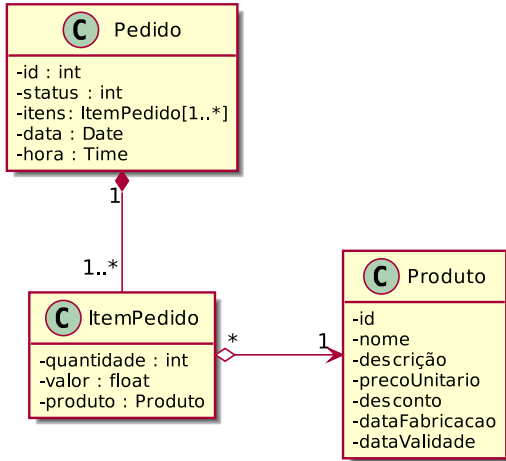 C Pedido
-id : int
-status : int
-itens: ItemPedido[1..*]
-data : Date
-hora : Time
1
1..*
C ItemPedido
-quantidade : int
-valor : float
-produto : Produto
* 1
C Produto
-id
-nome
-descrição
-precoUnitario
-desconto
-dataFabricacao
-dataValidade